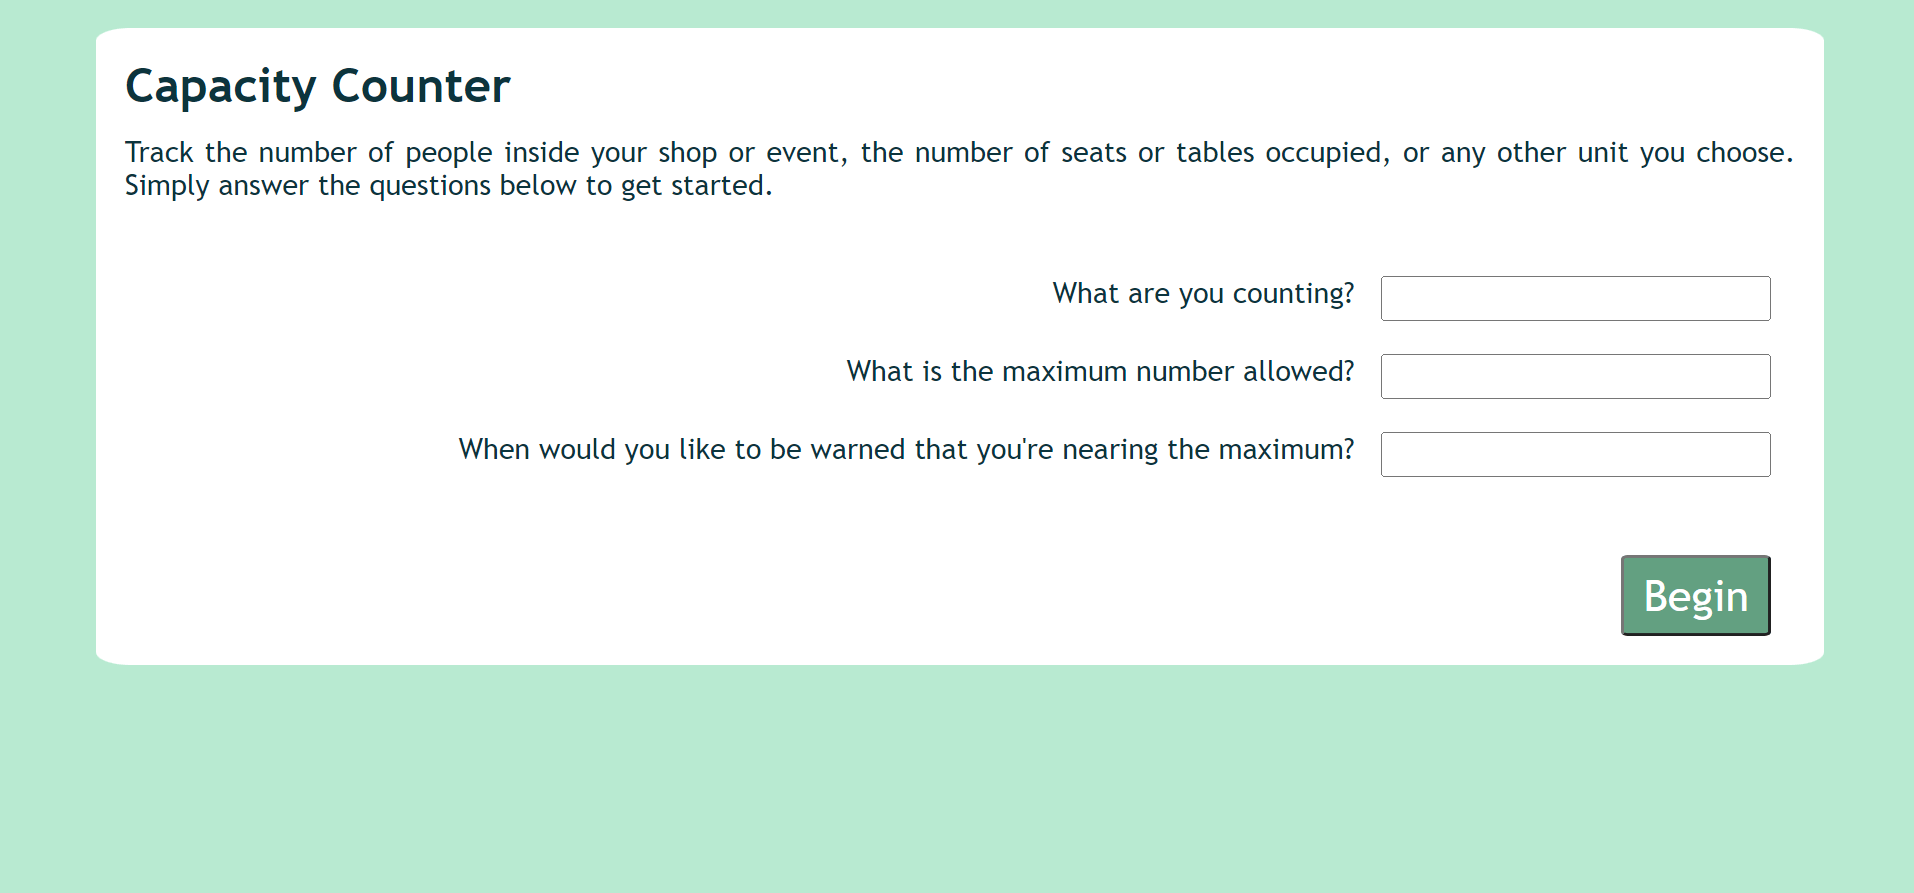 Capacity Counter
Track the number of people inside your shop or event, the number of seats or tables occupied, or any other unit you choose.
Simply answer the questions below to get started.
What are you counting?
What is the maximum number allowed?
When would you like to be warned that you're nearing the maximum?
Begin